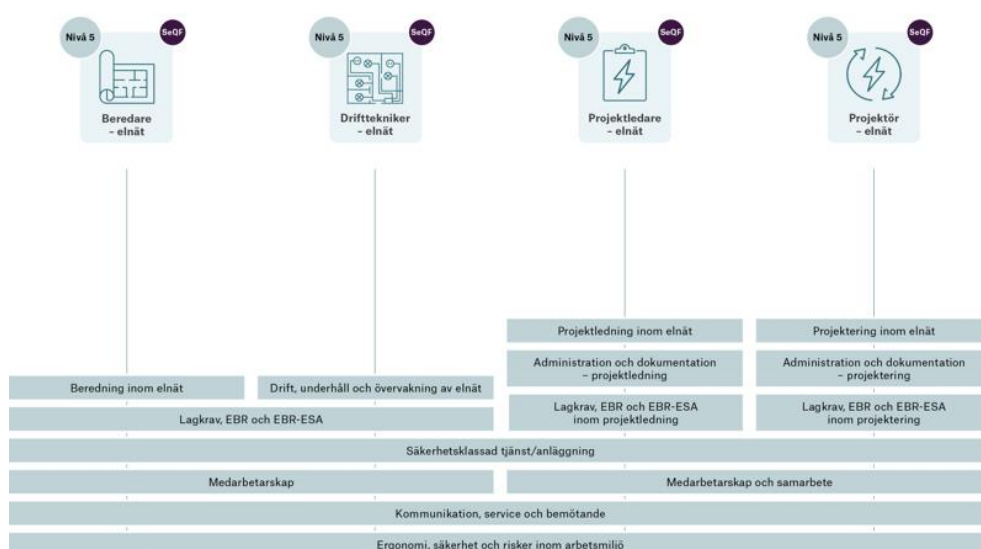 Nivå 5
SeQF
Beredare
– elnät
Nivå 5
SeQF
Drifttekniker
– elnät
Nivå 5
SeQF
Projektledare
– elnät
Nivå 5
SeQF
Projektör
– elnät
Projektledning inom elnät
Projektering inom elnät
Administration och dokumentation
– projektledning
Administration och dokumentation
– projektering
Beredning inom elnät
Drift, underhåll och övervakning av elnät
Lagkrav, EBR och EBR-ESA
Lagkrav, EBR och EBR-ESA
inom projektledning
Lagkrav, EBR och EBR-ESA
inom projektering
Säkerhetsklassad tjänst/anläggning
Medarbetarskap
Medarbetarskap och samarbete
Kommunikation, service och bemötande
Ergonomi, säkerhet och risker inom arbetsmiljö